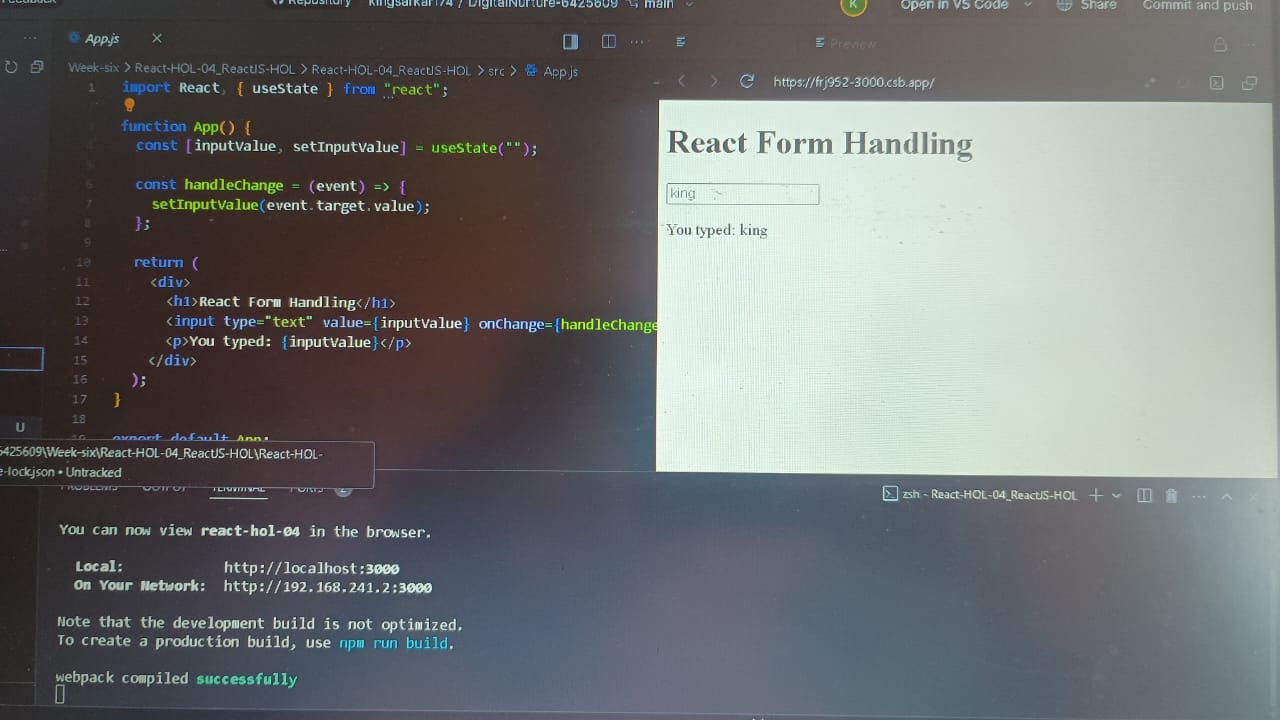 Repository kingsarkar174 / DigitalNurture-6425609 main K Open in VS Code Share Commit and push
App.js Preview
Week-six > React-HOL-04_ReactJS-HOL > React-HOL-04_ReactJS-HOL > src > App.js
https://frj952-3000.csb.app/
1 import React, { useState } from "react";
function App() {
const [inputValue, setInputValue] = useState("");
6 const handleChange = (event) => {
7 setInputValue(event.target.value);
8 };
9
10 return (
11 <div>
12 <h1>React Form Handling</h1>
13 <input type="text" value={inputValue} onChange={handleChange
14 <p>You typed: {inputValue}</p>
15 </div>
16 );
17 }
18
19 export default App;
React Form Handling
king
You typed: king
U
6425609\Week-six\React-HOL-04_ReactJS-HOL\React-HOL-
e-lock.json • Untracked
PROBLEMS OUTPUT TERMINAL PORTS 2
zsh - React-HOL-04_ReactJS-HOL
You can now view react-hol-04 in the browser.
Local: http://localhost:3000
On Your Network: http://192.168.241.2:3000
Note that the development build is not optimized.
To create a production build, use npm run build.
webpack compiled successfully